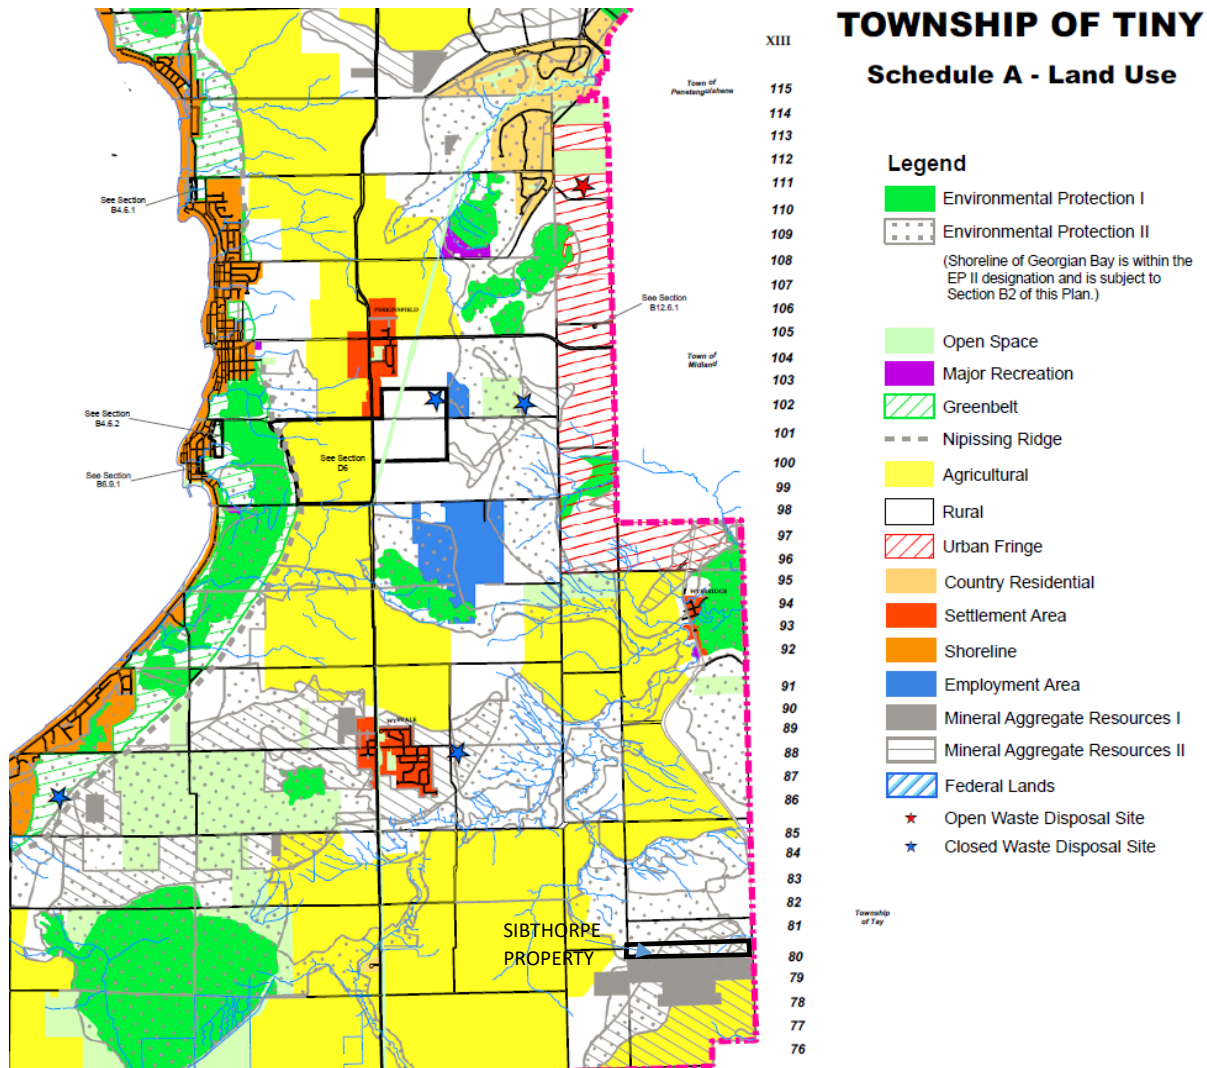 TOWNSHIP OF TINY
Schedule A - Land Use
XIII
115
114
113
112
111
110
109
108
107
106
105
104
103
102
101
100
99
98
97
96
95
94
93
92
91
90
89
88
87
86
85
84
83
82
81
80
79
78
77
76
Town of
Penetanguishene
See Section
B4.6.1
See Section
B12.6.1
PERKINSFIELD
Town of
Midland
See Section
B4.6.2
See Section
D6
See Section
B6.9.1
WYEBRIDGE
WYEVALE
SIBTHORPE
PROPERTY
Township
of Tay
Legend
Environmental Protection I
Environmental Protection II
(Shoreline of Georgian Bay is within the
EP II designation and is subject to
Section B2 of this Plan.)
Open Space
Major Recreation
Greenbelt
Nipissing Ridge
Agricultural
Rural
Urban Fringe
Country Residential
Settlement Area
Shoreline
Employment Area
Mineral Aggregate Resources I
Mineral Aggregate Resources II
Federal Lands
Open Waste Disposal Site
Closed Waste Disposal Site